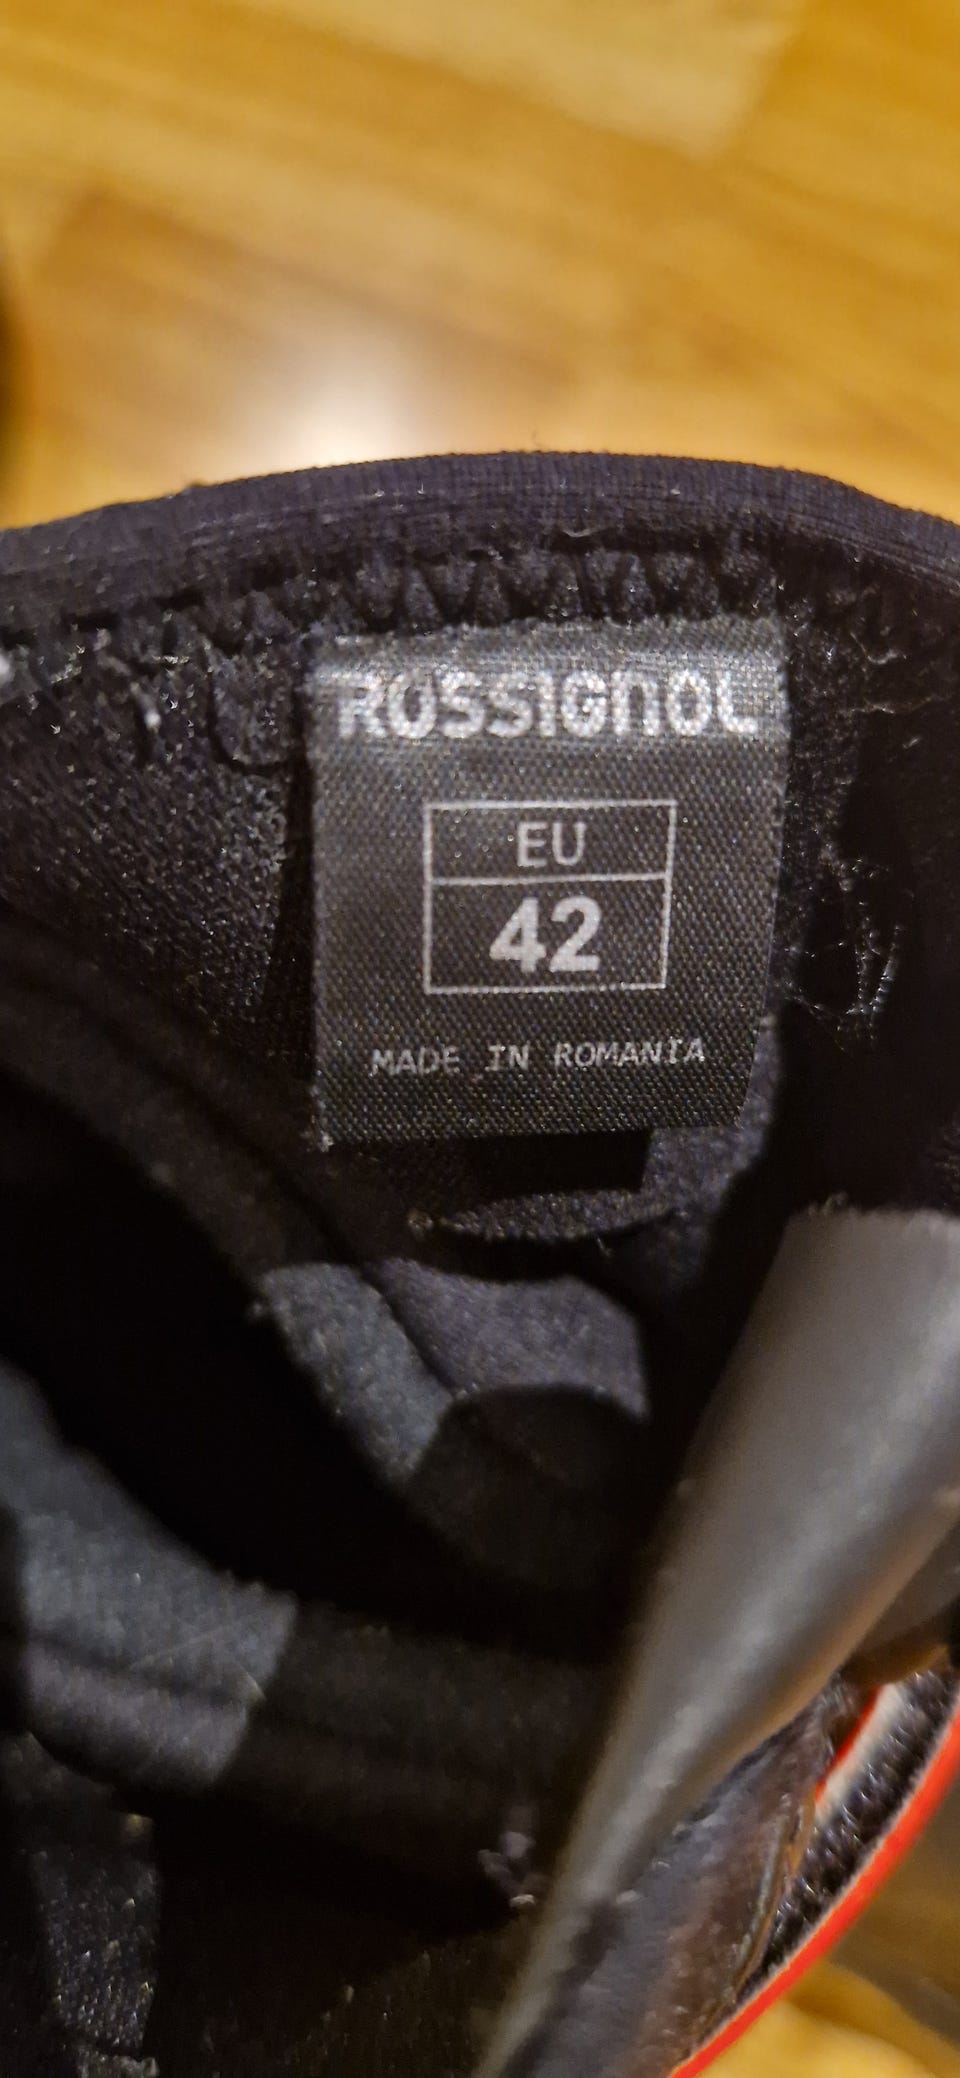 ROSSIGNOL
EU
42
MADE IN ROMANIA